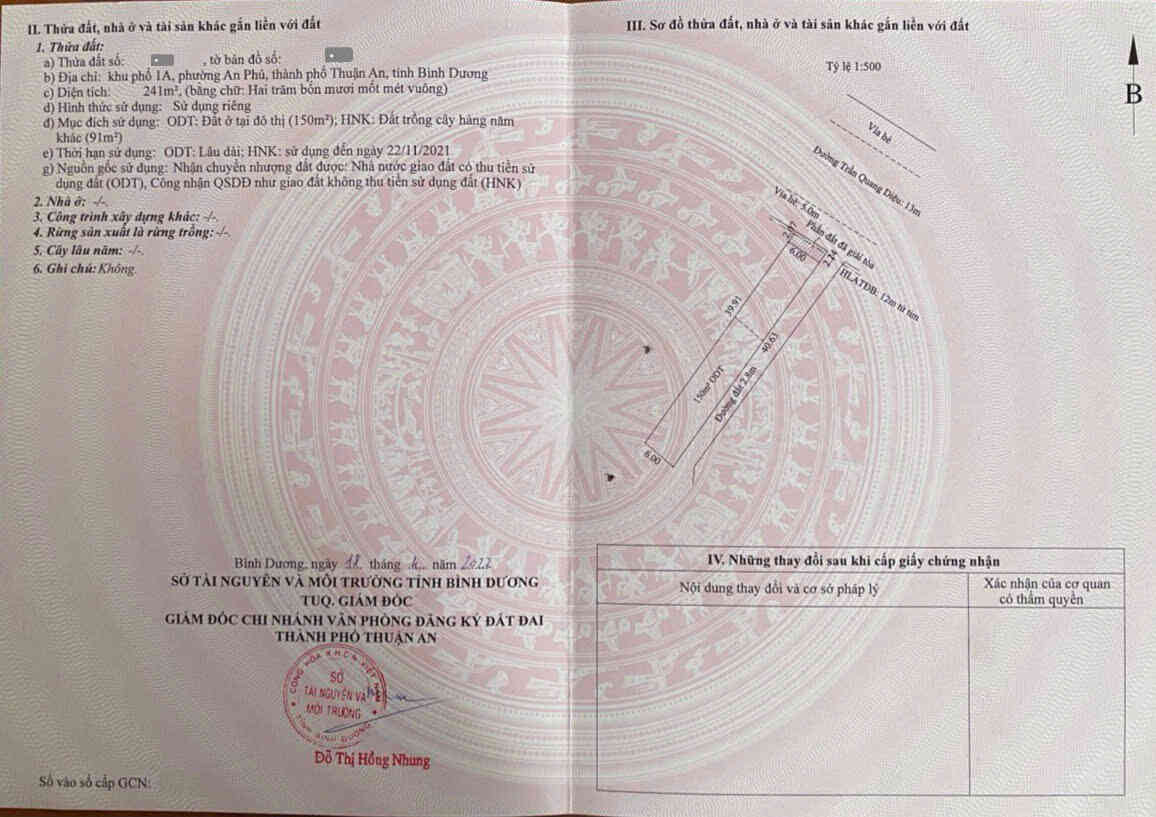 II. Thửa đất, nhà ở và tài sản khác gắn liền với đất
1. Thửa đất:
a) Thửa đất số: , tờ bản đồ số:
b) Địa chỉ: khu phố 1A, phường An Phú, thành phố Thuận An, tỉnh Bình Dương
c) Diện tích: 241m², (bằng chữ: Hai trăm bốn mươi mốt mét vuông)
d) Hình thức sử dụng: Sử dụng riêng
đ) Mục đích sử dụng: ODT: Đất ở tại đô thị (150m²); HNK: Đất trồng cây hàng năm
khác (91m²)
e) Thời hạn sử dụng: ODT: Lâu dài; HNK: sử dụng đến ngày 22/11/2021
g) Nguồn gốc sử dụng: Nhận chuyển nhượng đất được: Nhà nước giao đất có thu tiền sử
dụng đất (ODT), Công nhận QSDĐ như giao đất không thu tiền sử dụng đất (HNK)
2. Nhà ở: -/-.
3. Công trình xây dựng khác: -/-.
4. Rừng sản xuất là rừng trồng: -/-.
5. Cây lâu năm: -/-.
6. Ghi chú: Không.
Bình Dương, ngày 18 tháng năm 2022
SỞ TÀI NGUYÊN VÀ MÔI TRƯỜNG TỈNH BÌNH DƯƠNG
TUQ. GIÁM ĐỐC
GIÁM ĐỐC CHI NHÁNH VĂN PHÒNG ĐĂNG KÝ ĐẤT ĐAI
THÀNH PHỐ THUẬN AN
CỘNG HÒA X.H.C.N VIỆT NAM
SỞ
TÀI NGUYÊN VÀ
MÔI TRƯỜNG
TỈNH BÌNH DƯƠNG
Đỗ Thị Hồng Nhung
Số vào sổ cấp GCN:
III. Sơ đồ thửa đất, nhà ở và tài sản khác gắn liền với đất
Tỷ lệ 1:500
B
Vỉa hè
Đường Trần Quang Diệu: 13m
Vỉa hè: 5.0m
Phần đất đã giải tỏa
6.00
2.14
HLATĐB: 12m từ tim
39.91
40.63
150m² ODT
Đường đất 2.8m
6.00
IV. Những thay đổi sau khi cấp giấy chứng nhận
Nội dung thay đổi và cơ sở pháp lý
Xác nhận của cơ quan
có thẩm quyền